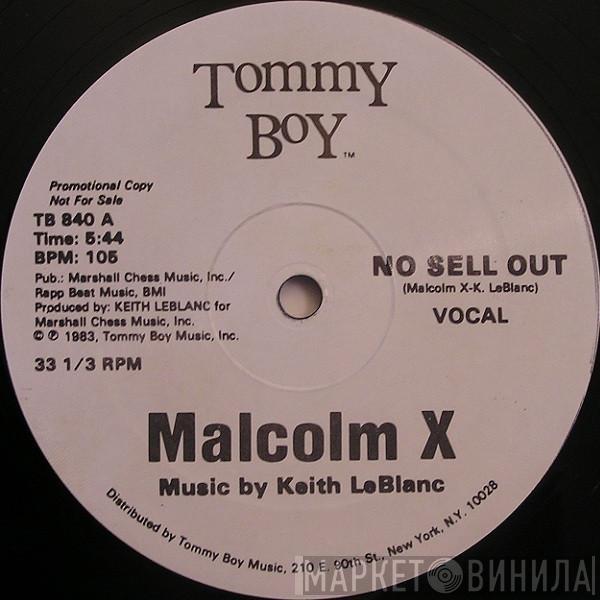 Tommy
Boy™
Promotional Copy
Not For Sale
TB 840 A
Time: 5:44
BPM: 105
Pub.: Marshall Chess Music, Inc./
Rapp Beat Music, BMI
Produced by: KEITH LEBLANC for
Marshall Chess Music, Inc.
© ℗ 1983, Tommy Boy Music, Inc.
33 1/3 RPM
NO SELL OUT
(Malcolm X-K. LeBlanc)
VOCAL
Malcolm X
Music by Keith LeBlanc
Distributed by Tommy Boy Music, 210 E. 90th St., New York, N.Y. 10028
МАРКЕТ ВИНИЛА